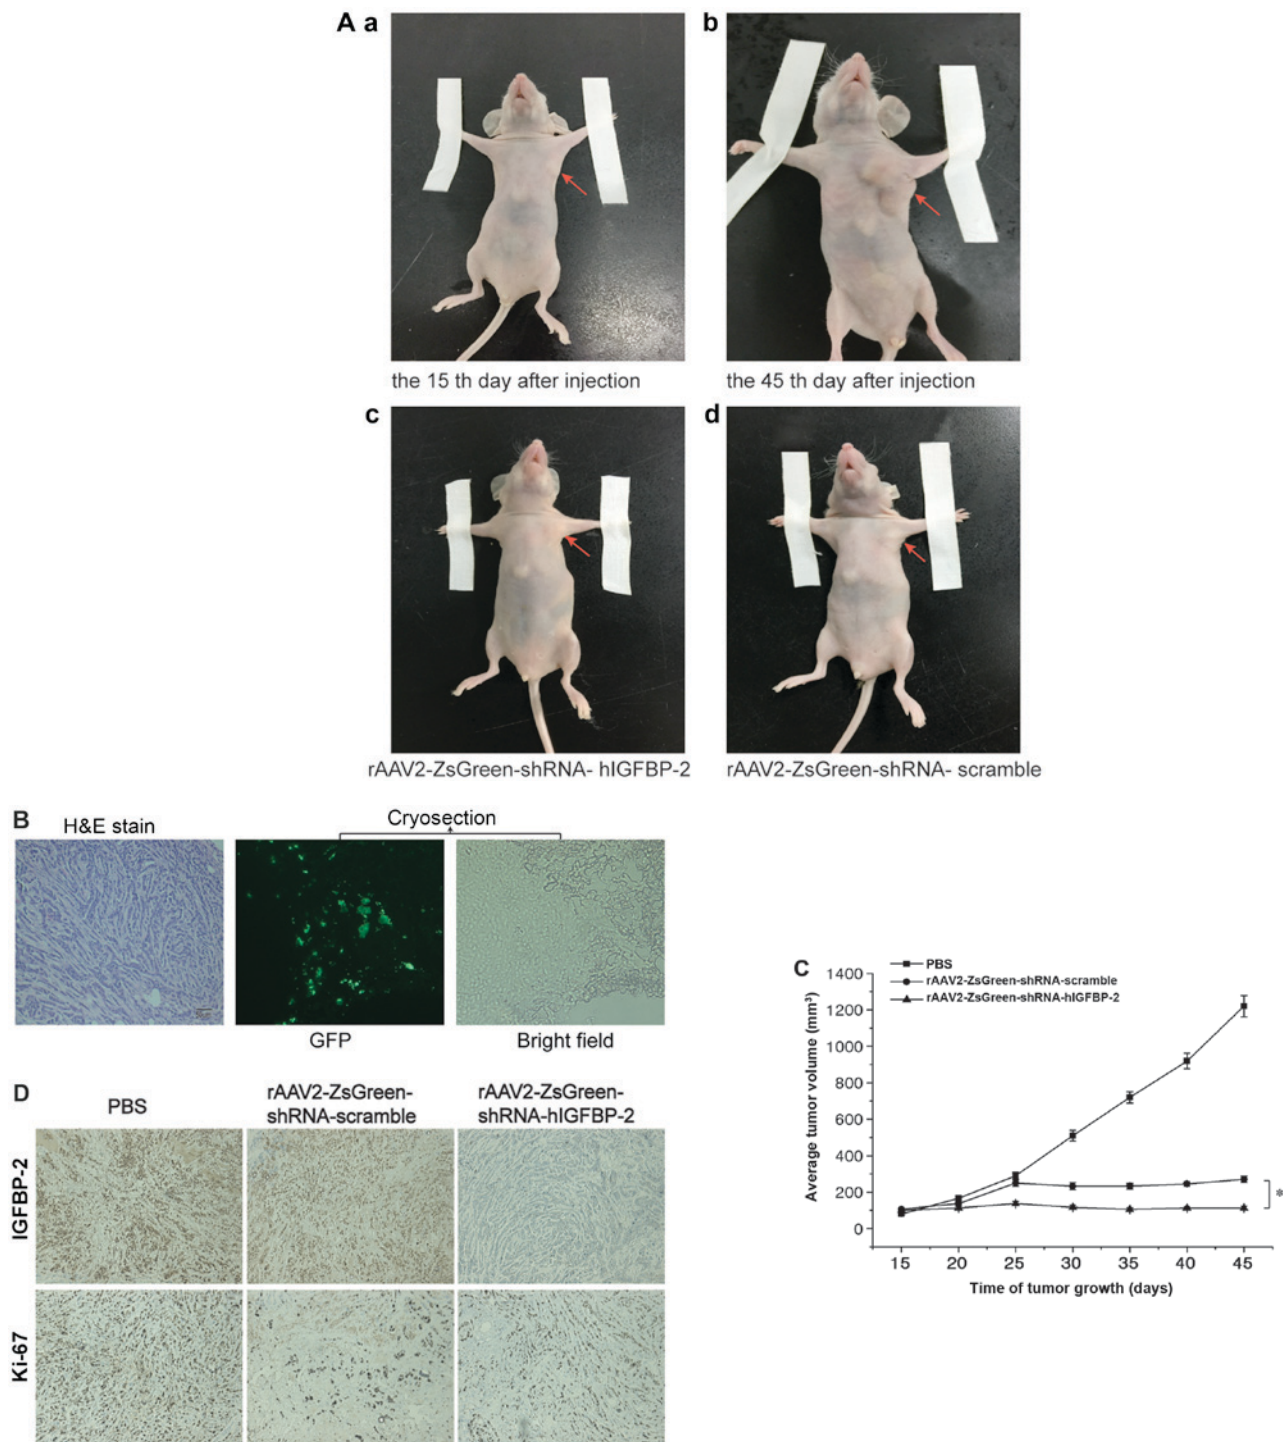 A a
b
the 15 th day after injection
the 45 th day after injection
c
d
rAAV2-ZsGreen-shRNA- hIGFBP-2
rAAV2-ZsGreen-shRNA- scramble
B
H&E stain
Cryosection
GFP
Bright field
C
PBS
rAAV2-ZsGreen-shRNA-scramble
rAAV2-ZsGreen-shRNA-hIGFBP-2
Average tumor volume (mm³)
1400
1200
1000
800
600
400
200
0
*
15 20 25 30 35 40 45
Time of tumor growth (days)
D
PBS
rAAV2-ZsGreen-
shRNA-scramble
rAAV2-ZsGreen-
shRNA-hIGFBP-2
IGFBP-2
Ki-67